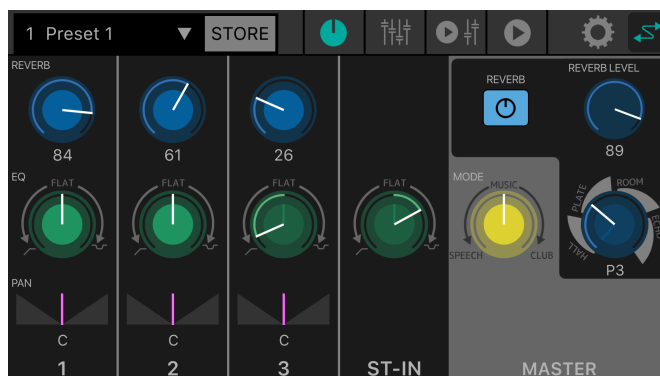 1 Preset 1 ▼ STORE
REVERB
84
61
26
REVERB
REVERB LEVEL
89
EQ
FLAT
FLAT
FLAT
FLAT
MODE
MUSIC
SPEECH
CLUB
ROOM
PLATE
ECHO
HALL
P3
PAN
C
C
C
1
2
3
ST-IN
MASTER